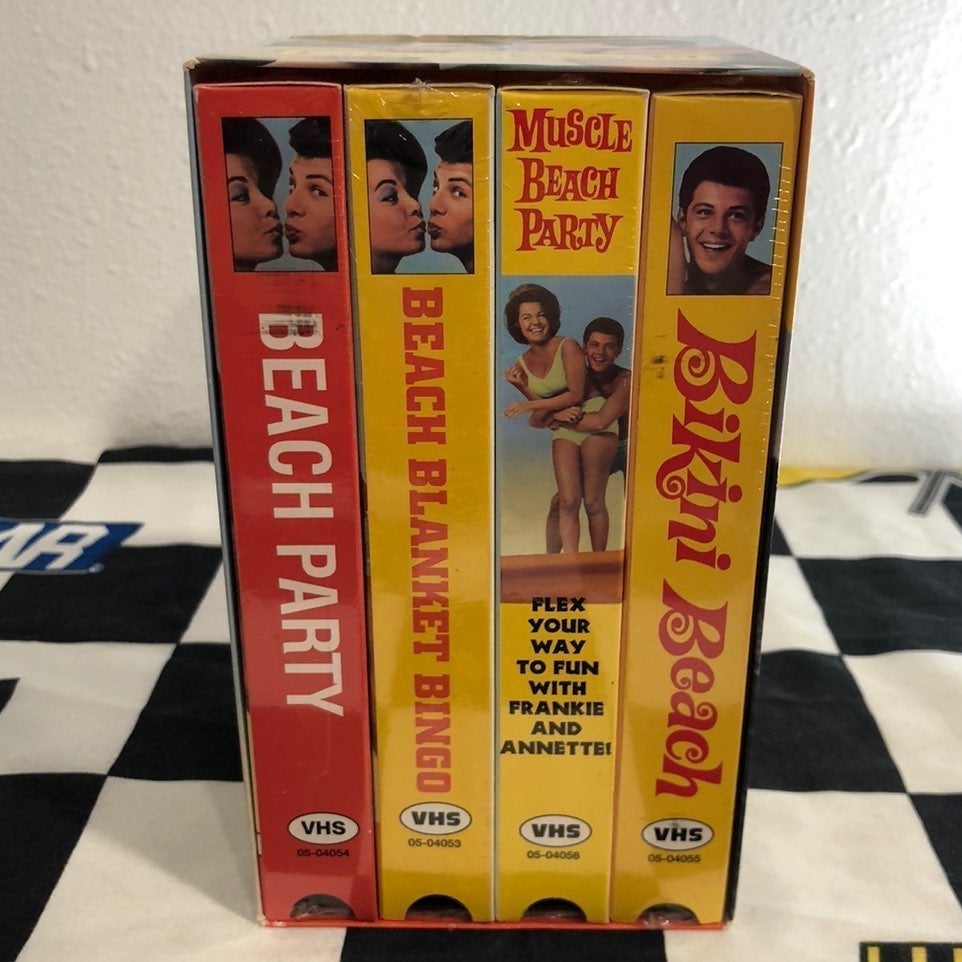 BEACH PARTY
VHS
05-04054
BEACH BLANKET BINGO
VHS
05-04053
MUSCLE
BEACH
PARTY
FLEX
YOUR
WAY
TO FUN
WITH
FRANKIE
AND
ANNETTE!
VHS
05-04056
Bikini Beach
VHS
05-04055
AR